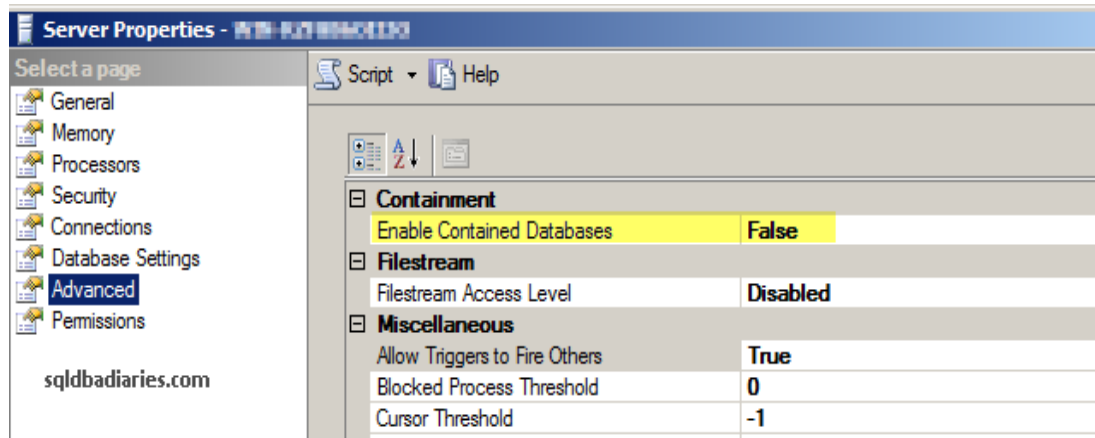 Server Properties -
Select a page
General
Memory
Processors
Security
Connections
Database Settings
Advanced
Permissions
sqldbadiaries.com
Script Help
Containment
Enable Contained Databases False
Filestream
Filestream Access Level Disabled
Miscellaneous
Allow Triggers to Fire Others True
Blocked Process Threshold 0
Cursor Threshold -1